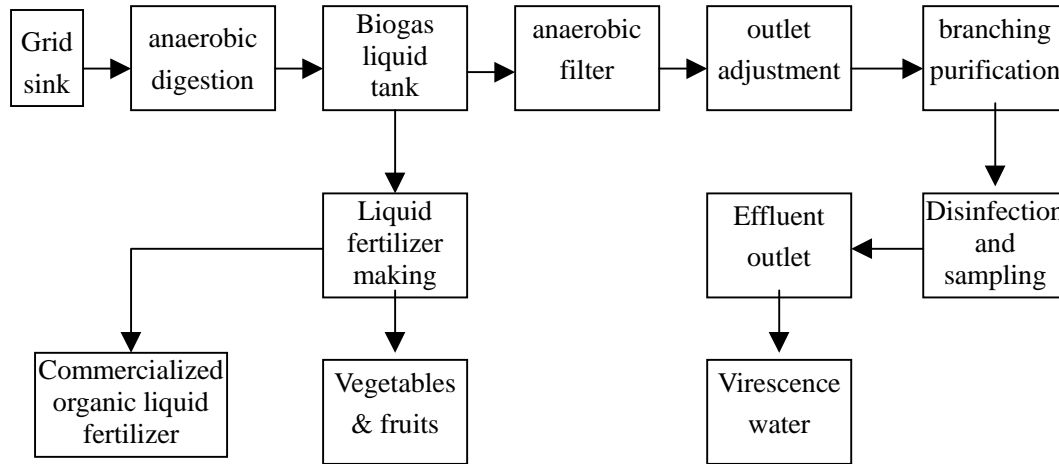 Grid
sink
anaerobic
digestion
Biogas
liquid
tank
anaerobic
filter
outlet
adjustment
branching
purification
Liquid
fertilizer
making
Effluent
outlet
Disinfection
and
sampling
Commercialized
organic liquid
fertilizer
Vegetables
& fruits
Virescence
water